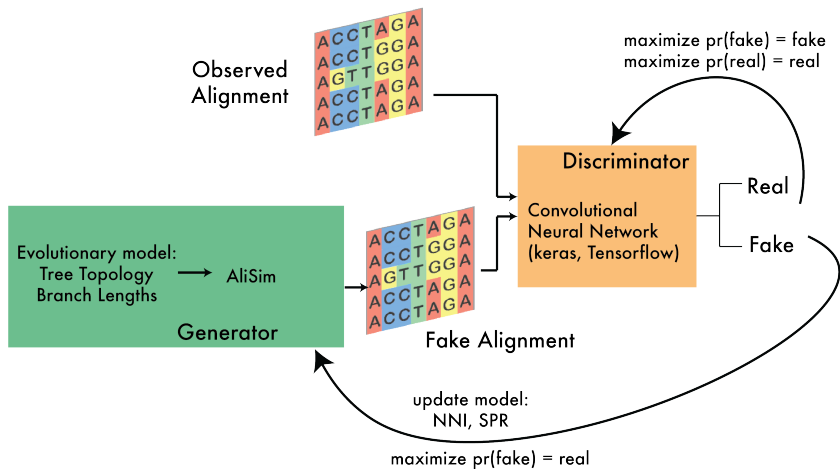 maximize pr(fake) = fake
maximize pr(real) = real
Observed
Alignment
ACCTAGA
ACCTGGA
AGTTGGA
ACCTAGA
ACCTAGA
Discriminator
Convolutional
Neural Network
(keras, Tensorflow)
Real
Fake
Evolutionary model:
Tree Topology
Branch Lengths
AliSim
Generator
ACCTAGA
ACCTGGA
AGTTGGA
ACCTAGA
ACCTAGA
Fake Alignment
update model:
NNI, SPR
maximize pr(fake) = real